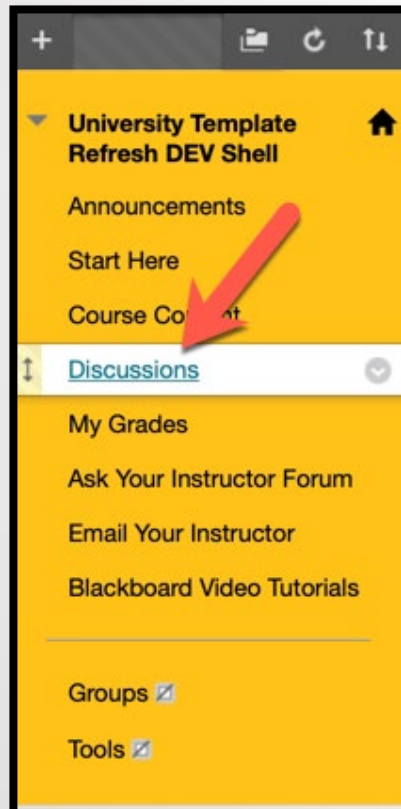 University Template
Refresh DEV Shell
Announcements
Start Here
Course
Discussions
My Grades
Ask Your Instructor Forum
Email Your Instructor
Blackboard Video Tutorials
Groups
Tools